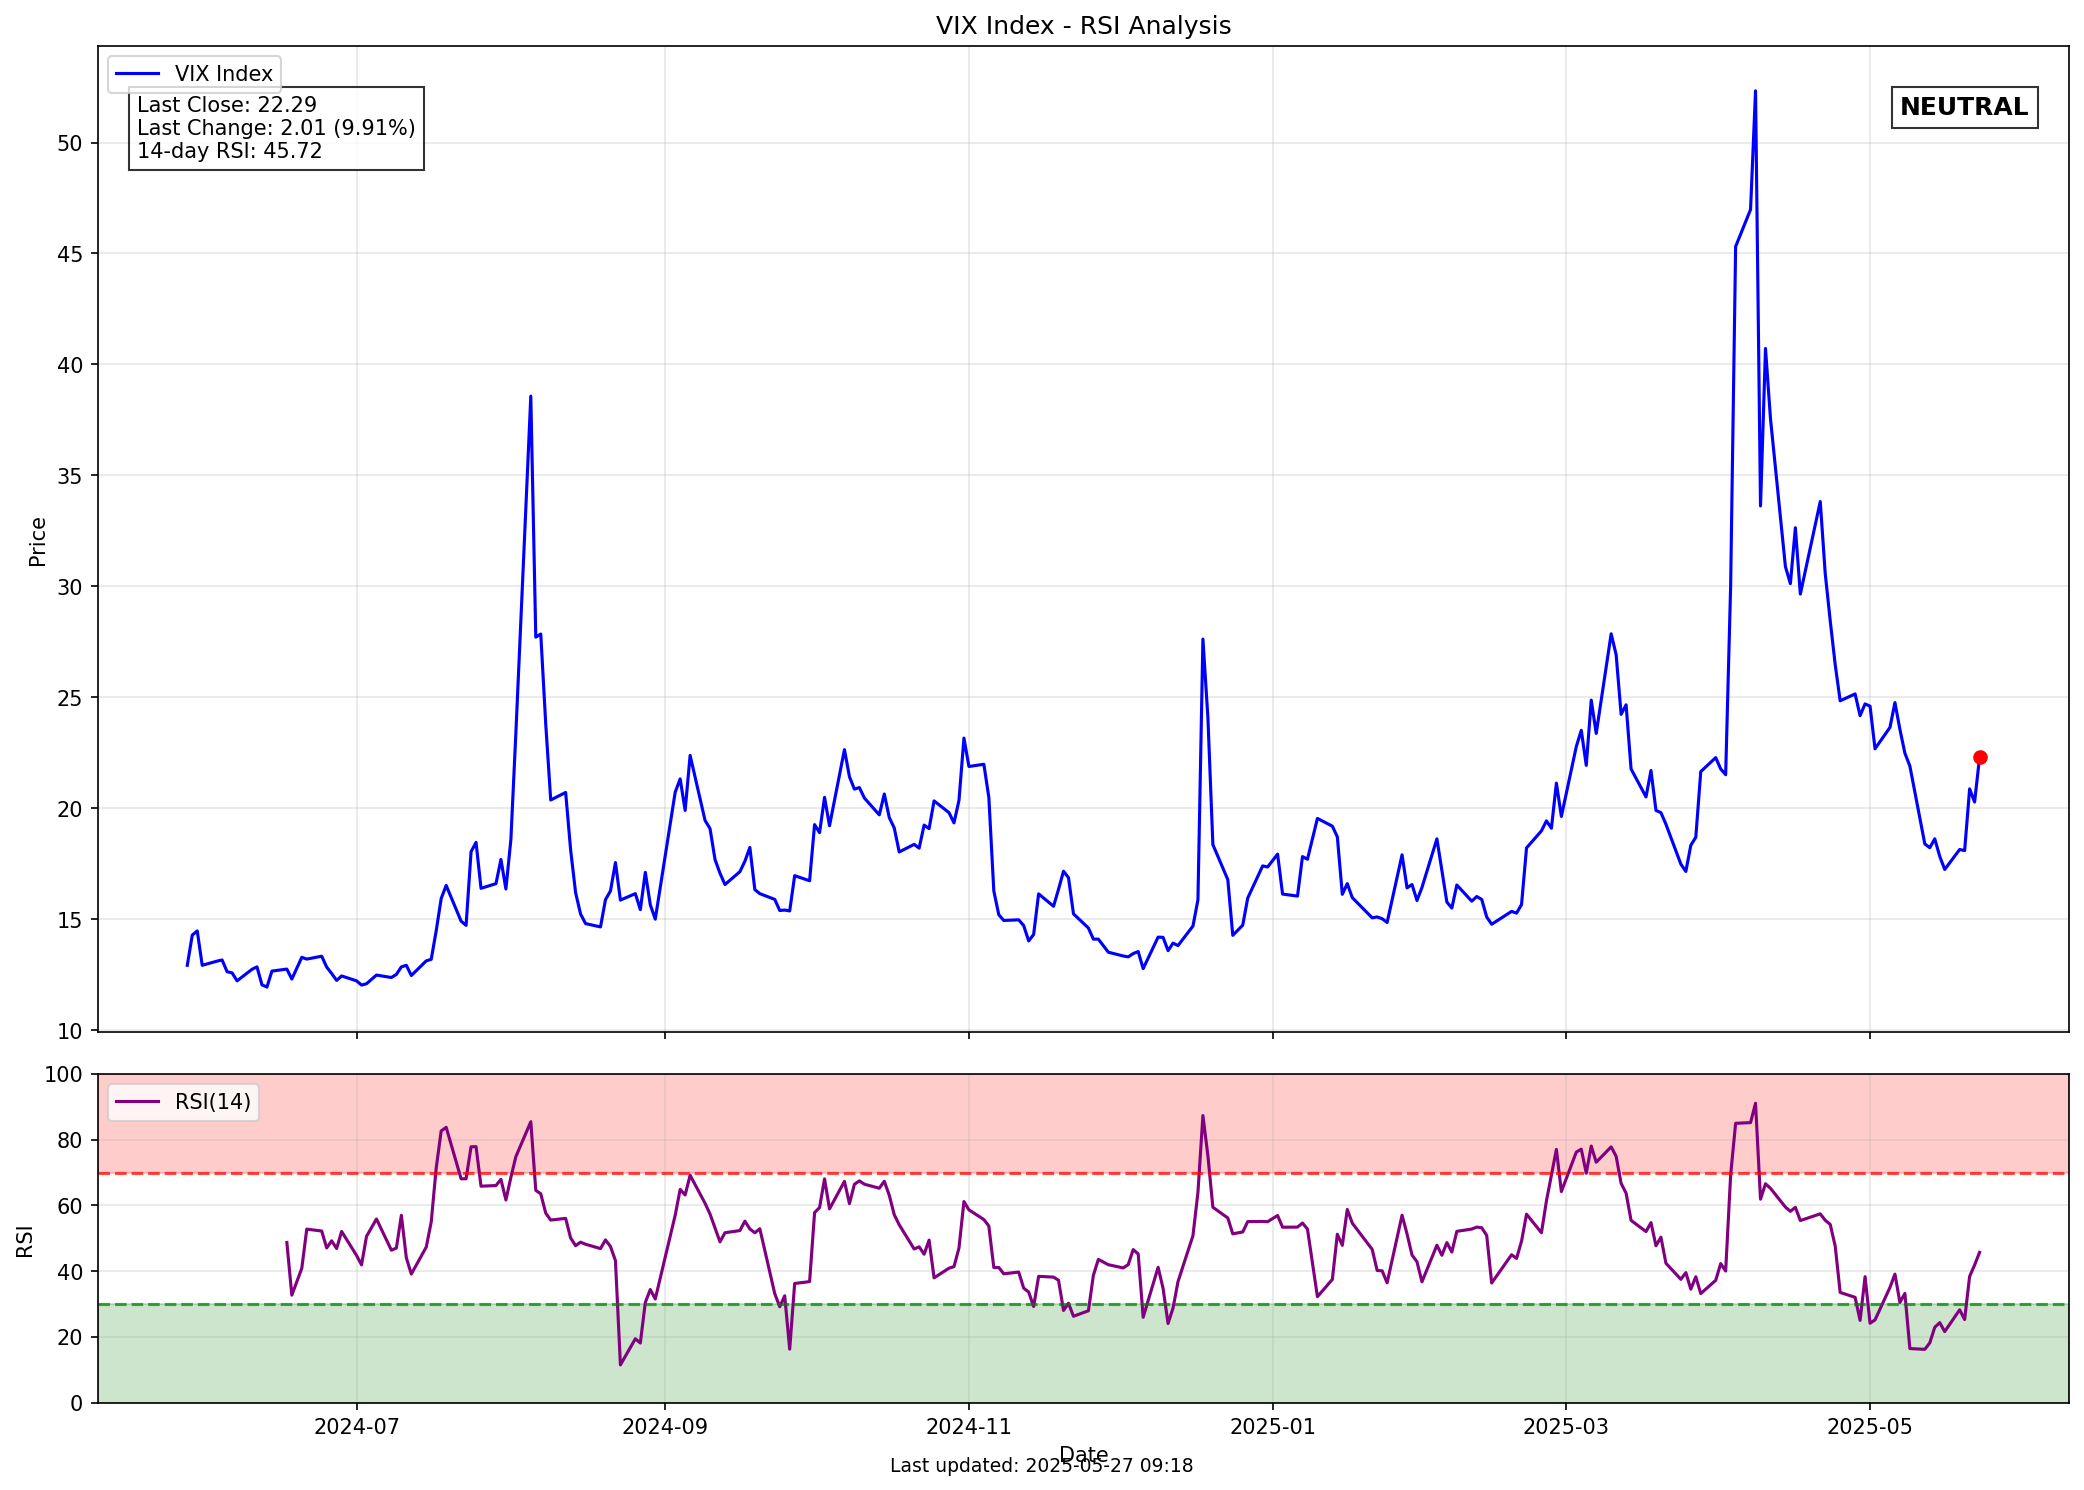 VIX Index - RSI Analysis
VIX Index
Last Close: 22.29
Last Change: 2.01 (9.91%)
14-day RSI: 45.72
NEUTRAL
50
45
40
35
30
25
20
15
10
Price
100
80
60
40
20
0
RSI
RSI(14)
2024-07
2024-09
2024-11
2025-01
2025-03
2025-05
Date
Last updated: 2025-05-27 09:18